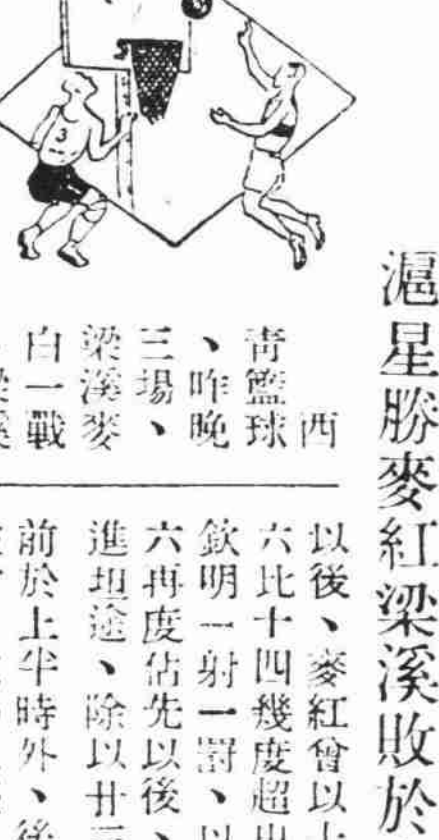 滬星勝麥紅梁溪敗於
西
青籃球
、昨晚
三場、
梁溪麥
白一戰
以後、麥紅曾以十
六比十四幾度超出
欽明一射一罰、以
六再度佔先以後、
進坦途、除以廿三
前於上半時外、後
3